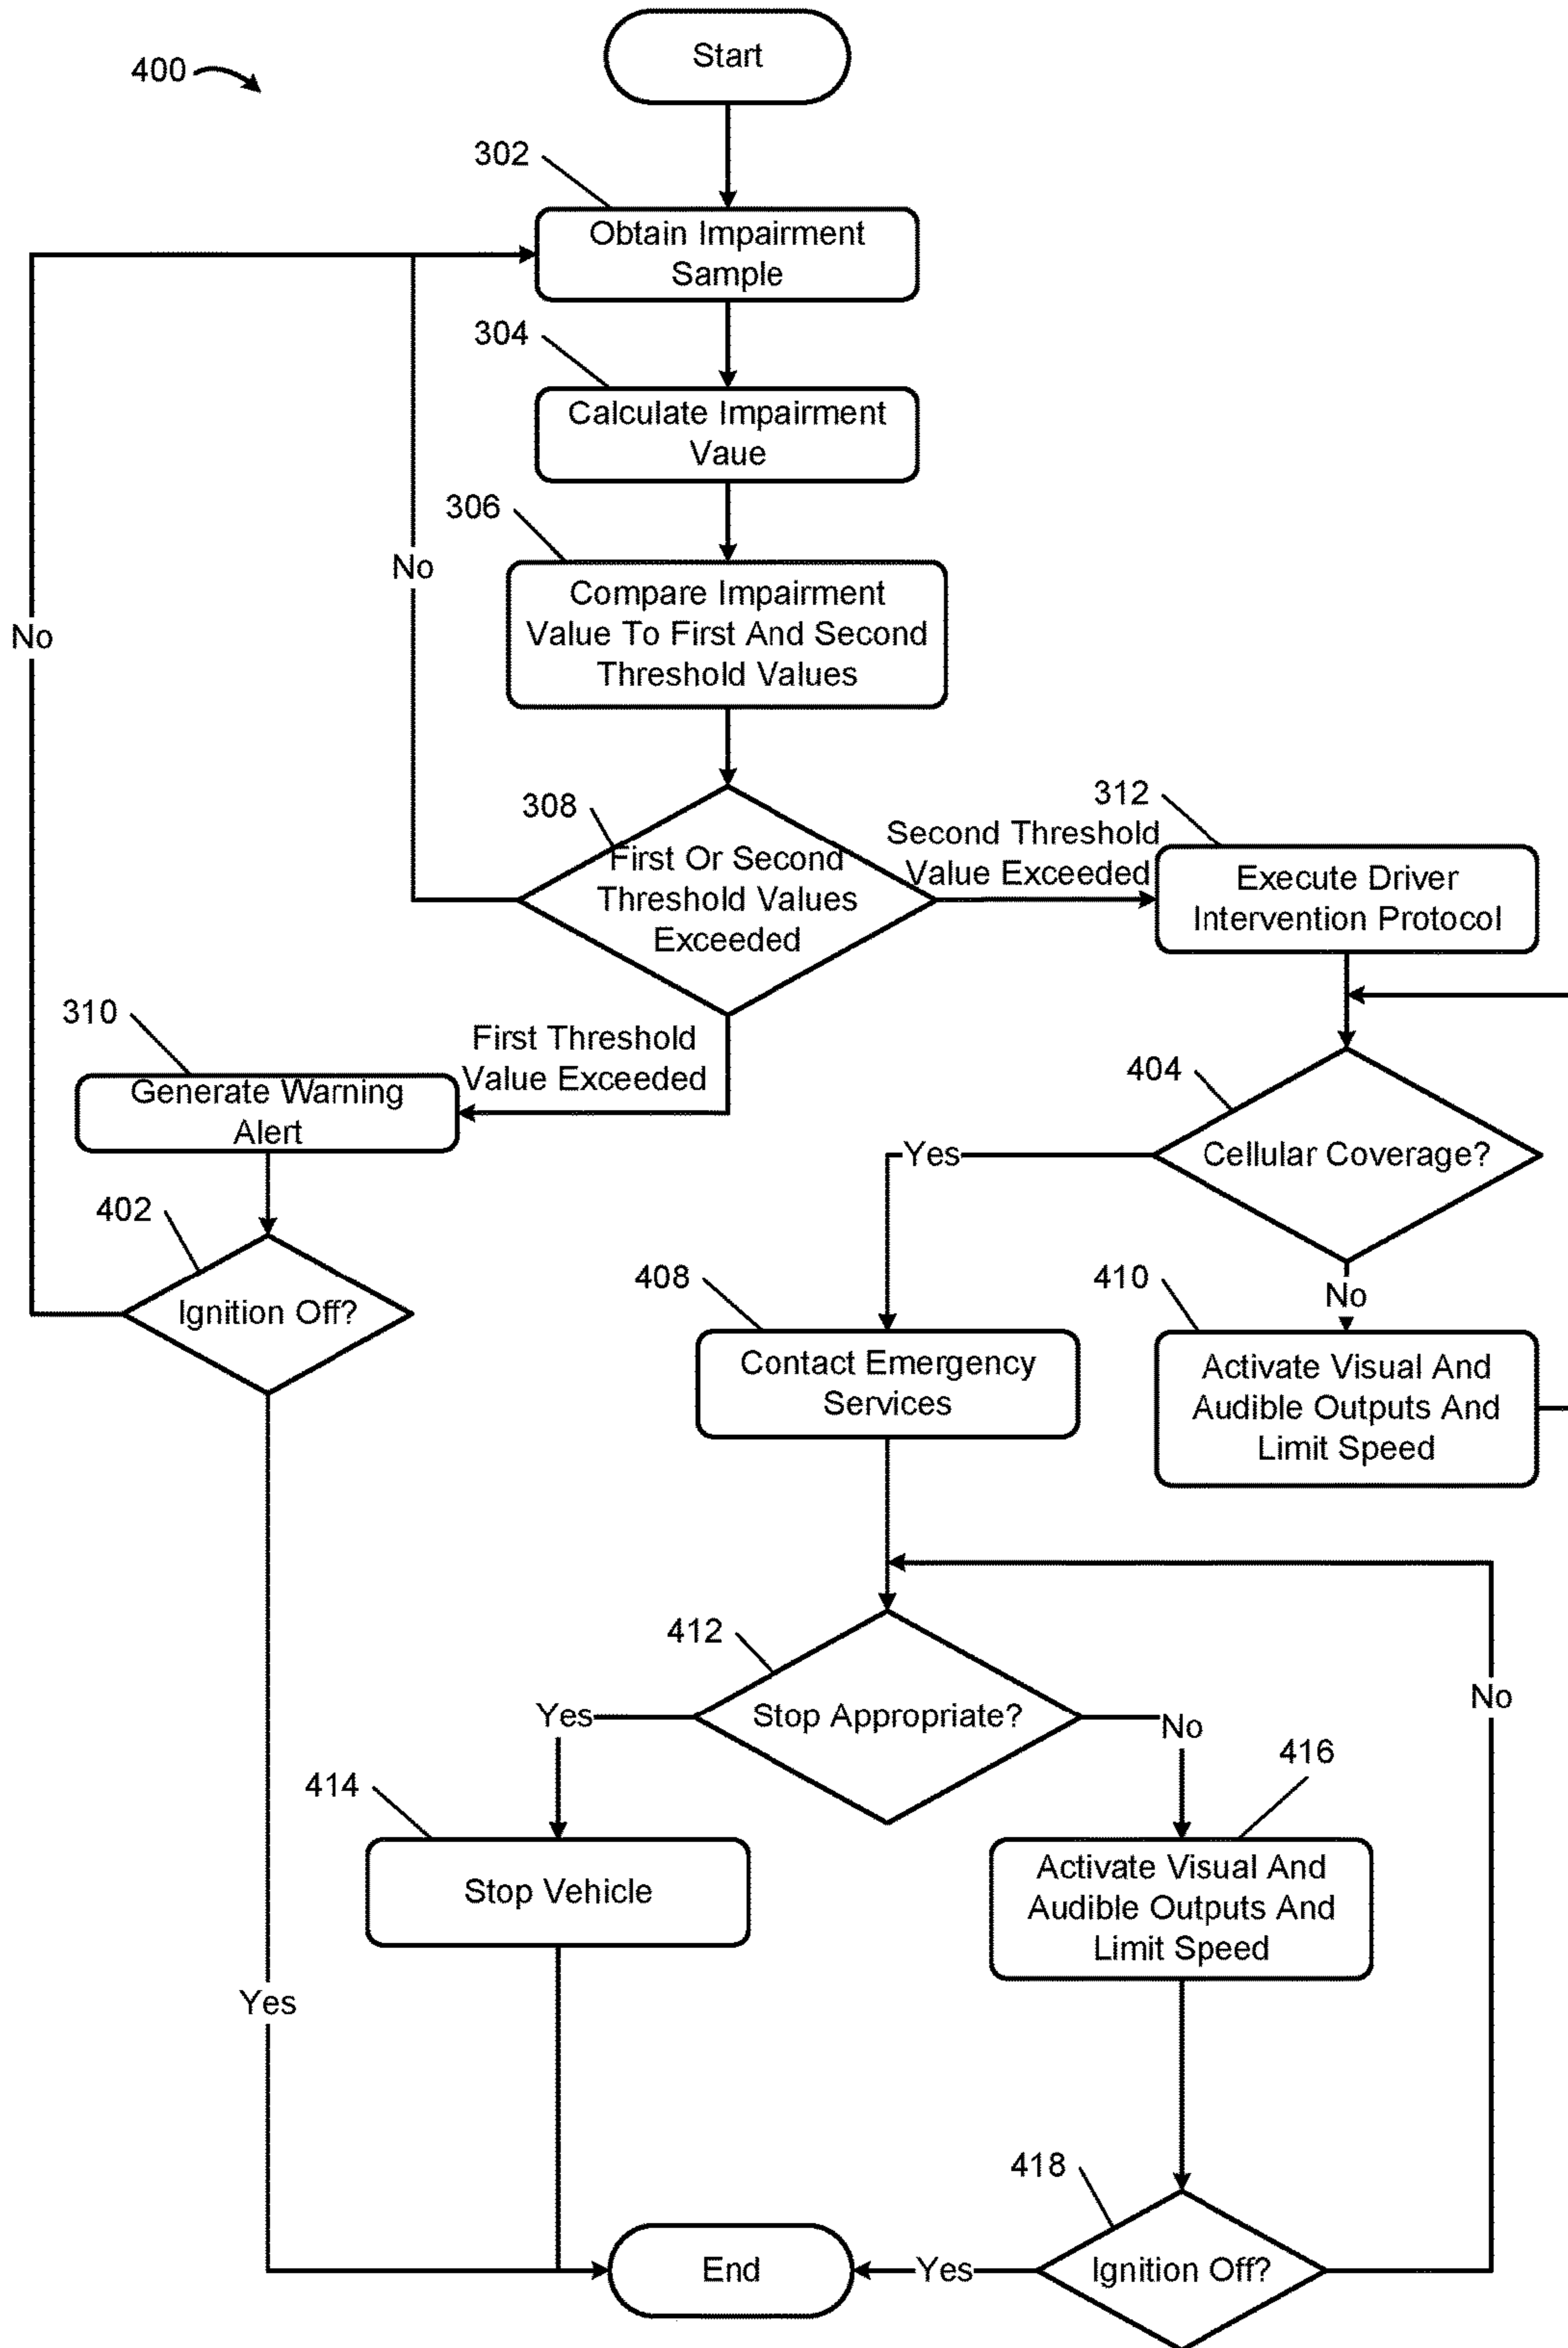 Start
400
302
Obtain Impairment
Sample
304
Calculate Impairment
Vaue
306
No
Compare Impairment
Value To First And Second
Threshold Values
No
308
312
First Or Second
Threshold Values
Exceeded
Second Threshold
Value Exceeded
Execute Driver
Intervention Protocol
310
First Threshold
Value Exceeded
Generate Warning
Alert
404
Yes
Cellular Coverage?
402
Ignition Off?
408
410
No
Contact Emergency
Services
Activate Visual And
Audible Outputs And
Limit Speed
412
Yes
Stop Appropriate?
No
No
414
416
Stop Vehicle
Activate Visual And
Audible Outputs And
Limit Speed
Yes
418
End
Yes
Ignition Off?